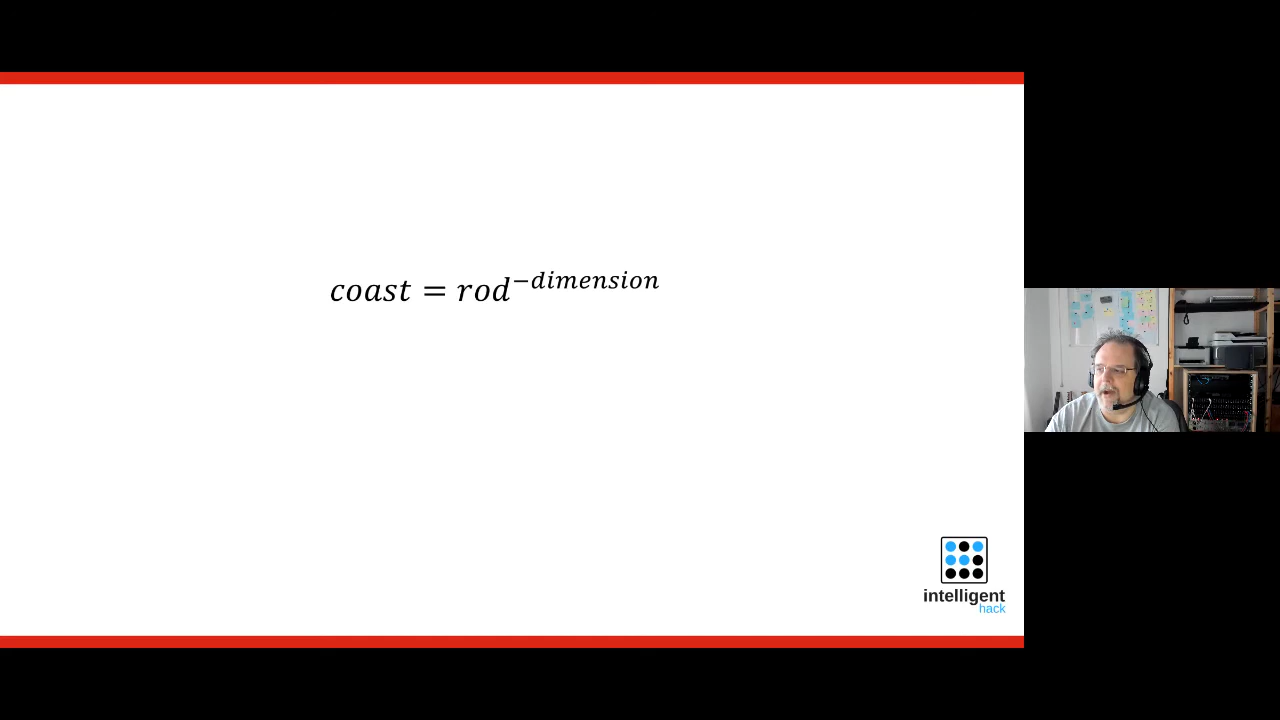 coast = rod^{-dimension}
intelligent
hack